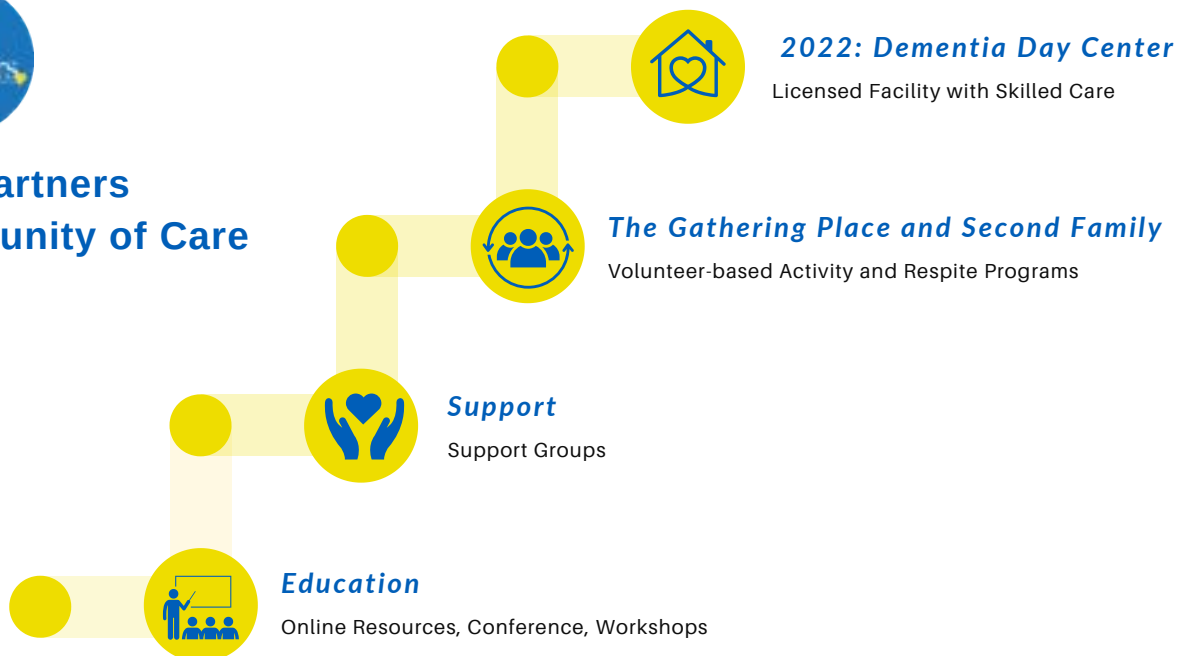 2022: Dementia Day Center
Licensed Facility with Skilled Care
artners
unity of Care
The Gathering Place and Second Family
Volunteer-based Activity and Respite Programs
Support
Support Groups
Education
Online Resources, Conference, Workshops